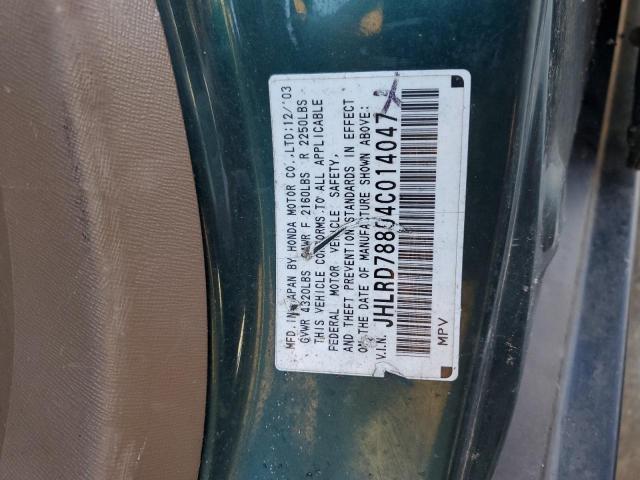 MFD. IN JAPAN BY HONDA MOTOR CO.,LTD:12/'03
GVWR 4320LBS GAWR F 2160LBS R 2250LBS
THIS VEHICLE CONFORMS TO ALL APPLICABLE
FEDERAL MOTOR VEHICLE SAFETY,
AND THEFT PREVENTION STANDARDS IN EFFECT
ON THE DATE OF MANUFACTURE SHOWN ABOVE:
V.I.N. JHLRD78804C014047
MPV